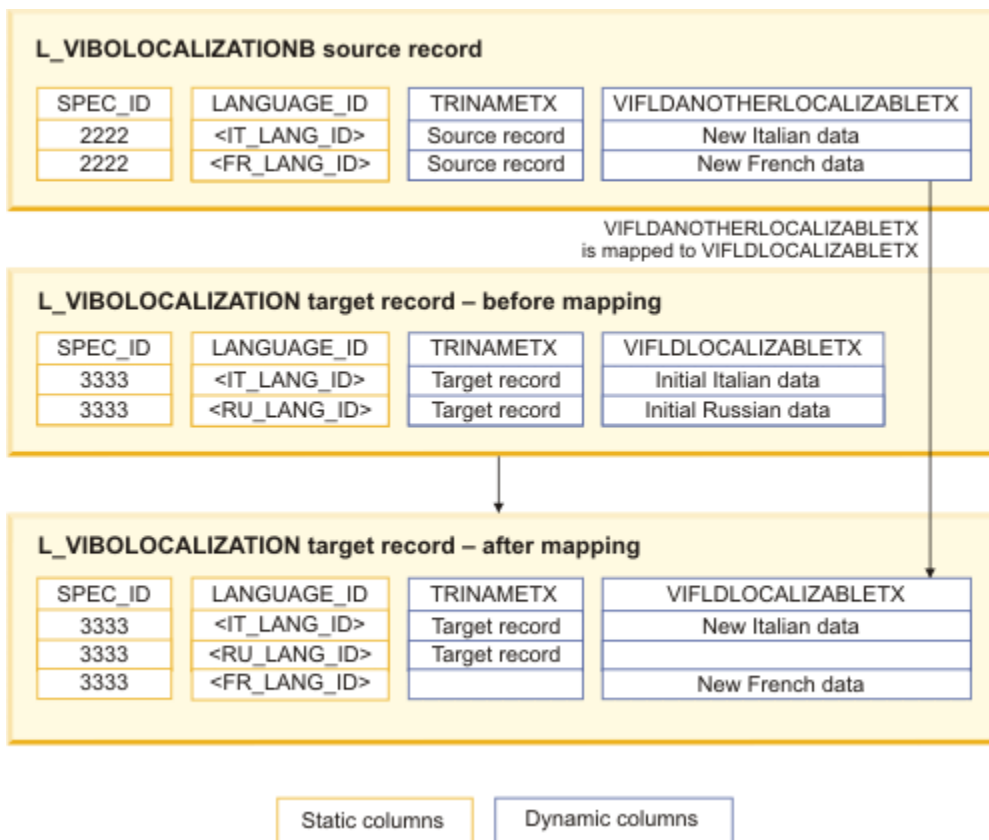 L_VIBOLOCALIZATIONB source record
SPEC_ID LANGUAGE_ID TRINAMETX VIFLDANOTHERLOCALIZABLETX
2222 <IT_LANG_ID> Source record New Italian data
2222 <FR_LANG_ID> Source record New French data
VIFLDANOTHERLOCALIZABLETX
is mapped to VIFLDLOCALIZABLETX
L_VIBOLOCALIZATION target record – before mapping
SPEC_ID LANGUAGE_ID TRINAMETX VIFLDLOCALIZABLETX
3333 <IT_LANG_ID> Target record Initial Italian data
3333 <RU_LANG_ID> Target record Initial Russian data
L_VIBOLOCALIZATION target record – after mapping
SPEC_ID LANGUAGE_ID TRINAMETX VIFLDLOCALIZABLETX
3333 <IT_LANG_ID> Target record New Italian data
3333 <RU_LANG_ID> Target record
3333 <FR_LANG_ID> New French data
Static columns Dynamic columns